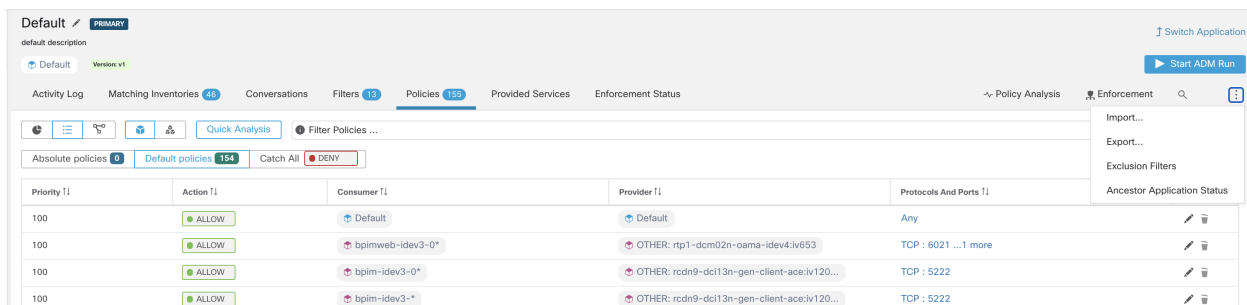 Default PRIMARY
default description
Switch Application
Default Version: v1
Start ADM Run
Activity Log Matching Inventories 46 Conversations Filters 13 Policies 155 Provided Services Enforcement Status Policy Analysis Enforcement
Import...
Export...
Exclusion Filters
Ancestor Application Status
Quick Analysis Filter Policies ...
Absolute policies 0 Default policies 154 Catch All DENY
Priority Action Consumer Provider Protocols And Ports
100 ALLOW Default Default Any
100 ALLOW bpimweb-idev3-0* OTHER: rtp1-dcm02n-oama-idev4:iv653 TCP : 6021 ...1 more
100 ALLOW bpim-idev3-0* OTHER: rcdn9-dci13n-gen-client-ace:iv120... TCP : 5222
100 ALLOW bpim-idev3-* OTHER: rcdn9-dci13n-gen-client-ace:iv120... TCP : 5222